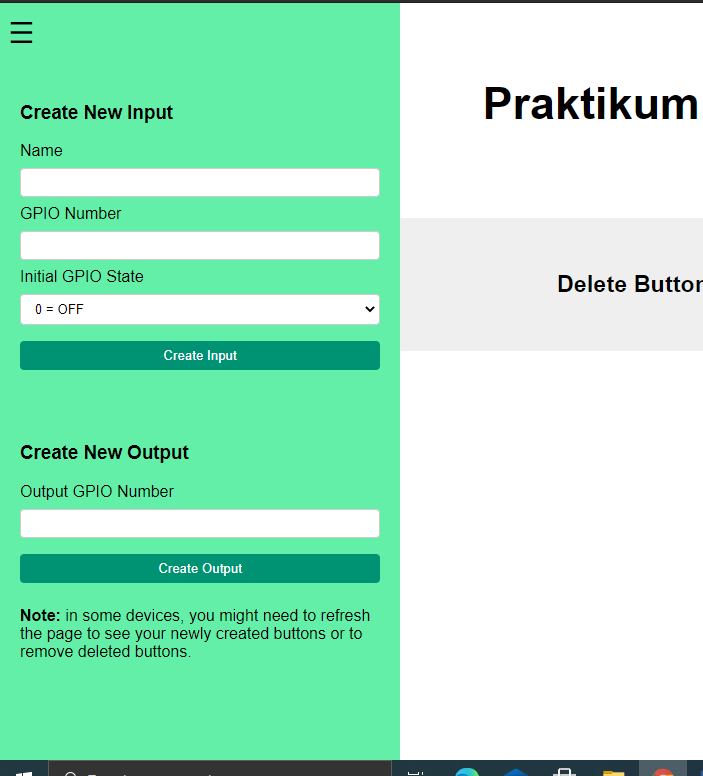 Create New Input
Name
GPIO Number
Initial GPIO State
0 = OFF
Create Input
Create New Output
Output GPIO Number
Create Output
Note: in some devices, you might need to refresh
the page to see your newly created buttons or to
remove deleted buttons.
Praktikum
Delete Button